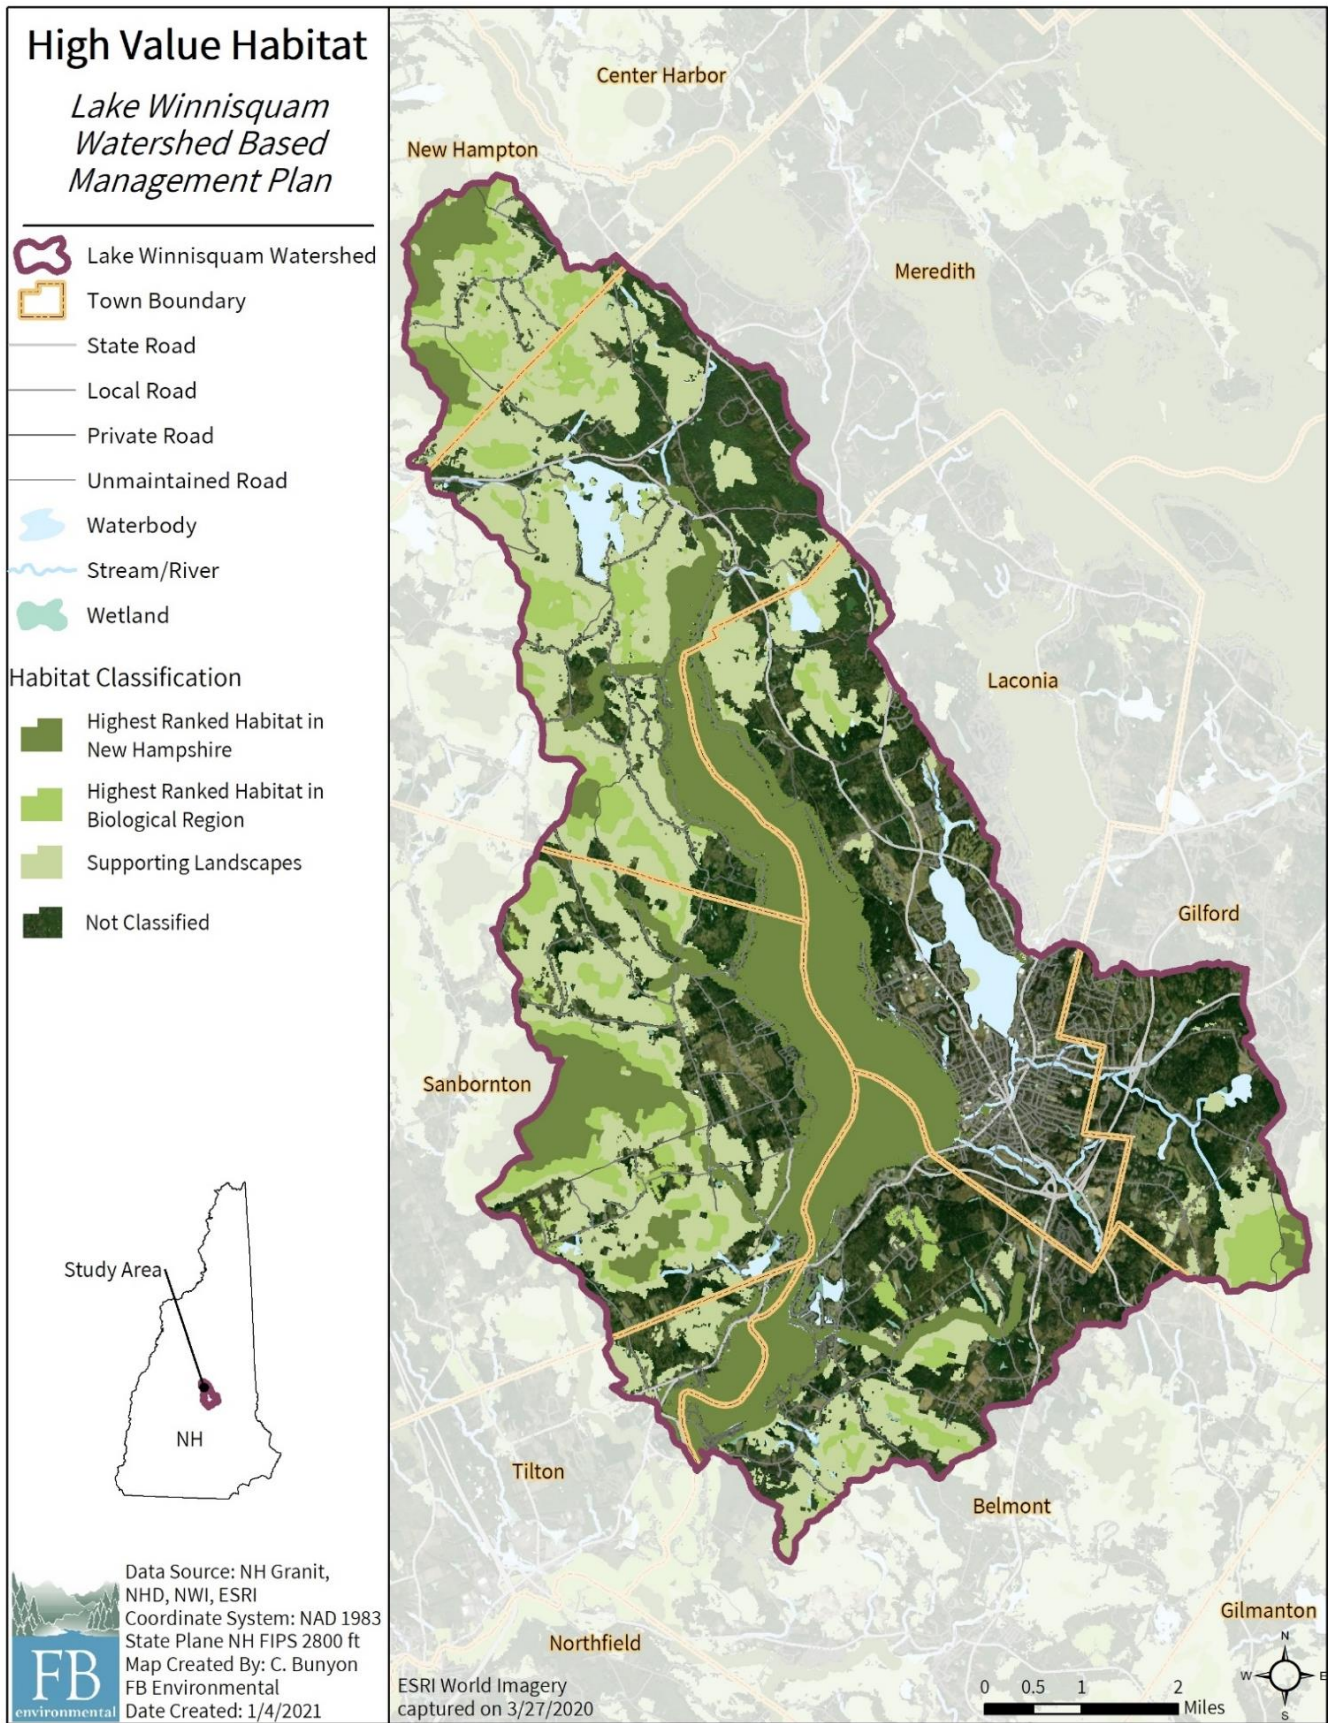 High Value Habitat
Lake Winnisquam
Watershed Based
Management Plan
Lake Winnisquam Watershed
Town Boundary
State Road
Local Road
Private Road
Unmaintained Road
Waterbody
Stream/River
Wetland
Habitat Classification
Highest Ranked Habitat in
New Hampshire
Highest Ranked Habitat in
Biological Region
Supporting Landscapes
Not Classified
Study Area
NH
FB
environmental
Data Source: NH Granit,
NHD, NWI, ESRI
Coordinate System: NAD 1983
State Plane NH FIPS 2800 ft
Map Created By: C. Bunyon
FB Environmental
Date Created: 1/4/2021
Center Harbor
New Hampton
Meredith
Laconia
Gilford
Sanbornton
Tilton
Belmont
Gilmanton
Northfield
ESRI World Imagery
captured on 3/27/2020
0 0.5 1 2
Miles
N
W E
S